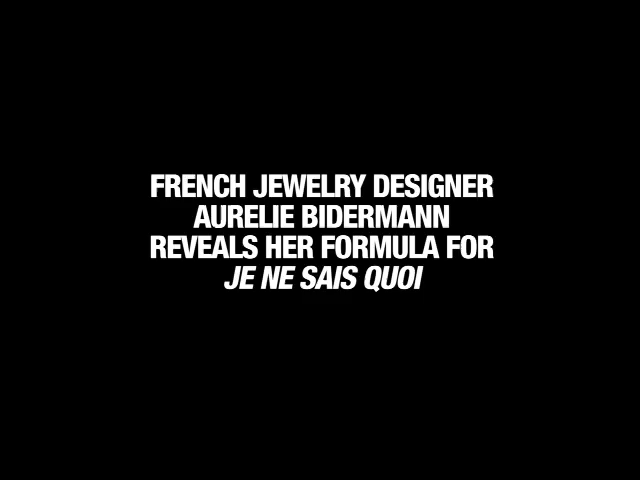 FRENCH JEWELRY DESIGNER
AURELIE BIDERMANN
REVEALS HER FORMULA FOR
JE NE SAIS QUOI